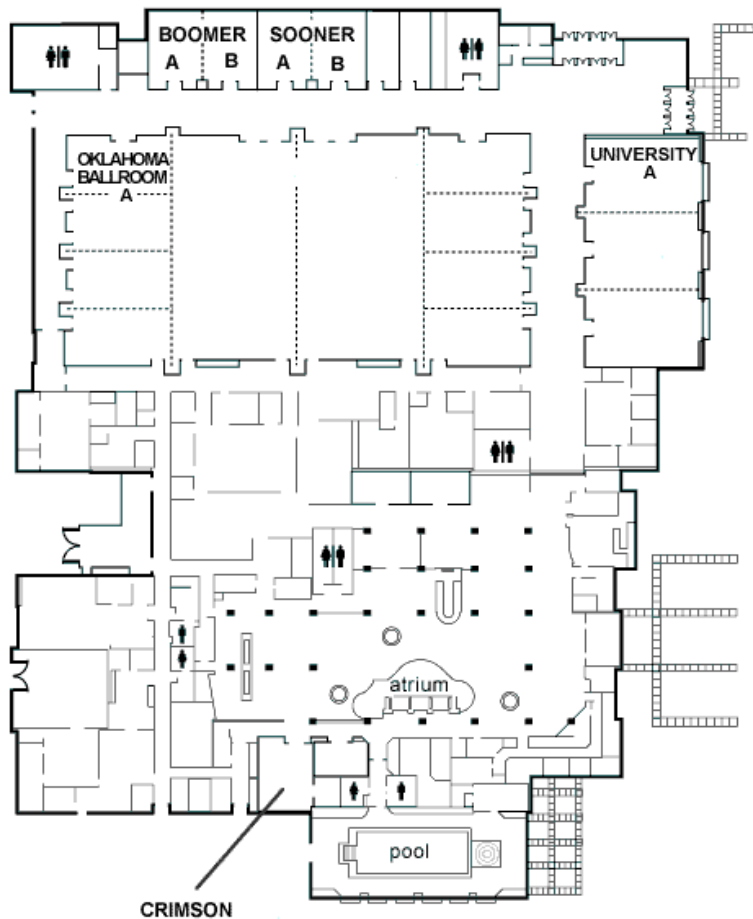 BOOMER
A B
SOONER
A B
OKLAHOMA
BALLROOM
A
UNIVERSITY
A
atrium
pool
CRIMSON